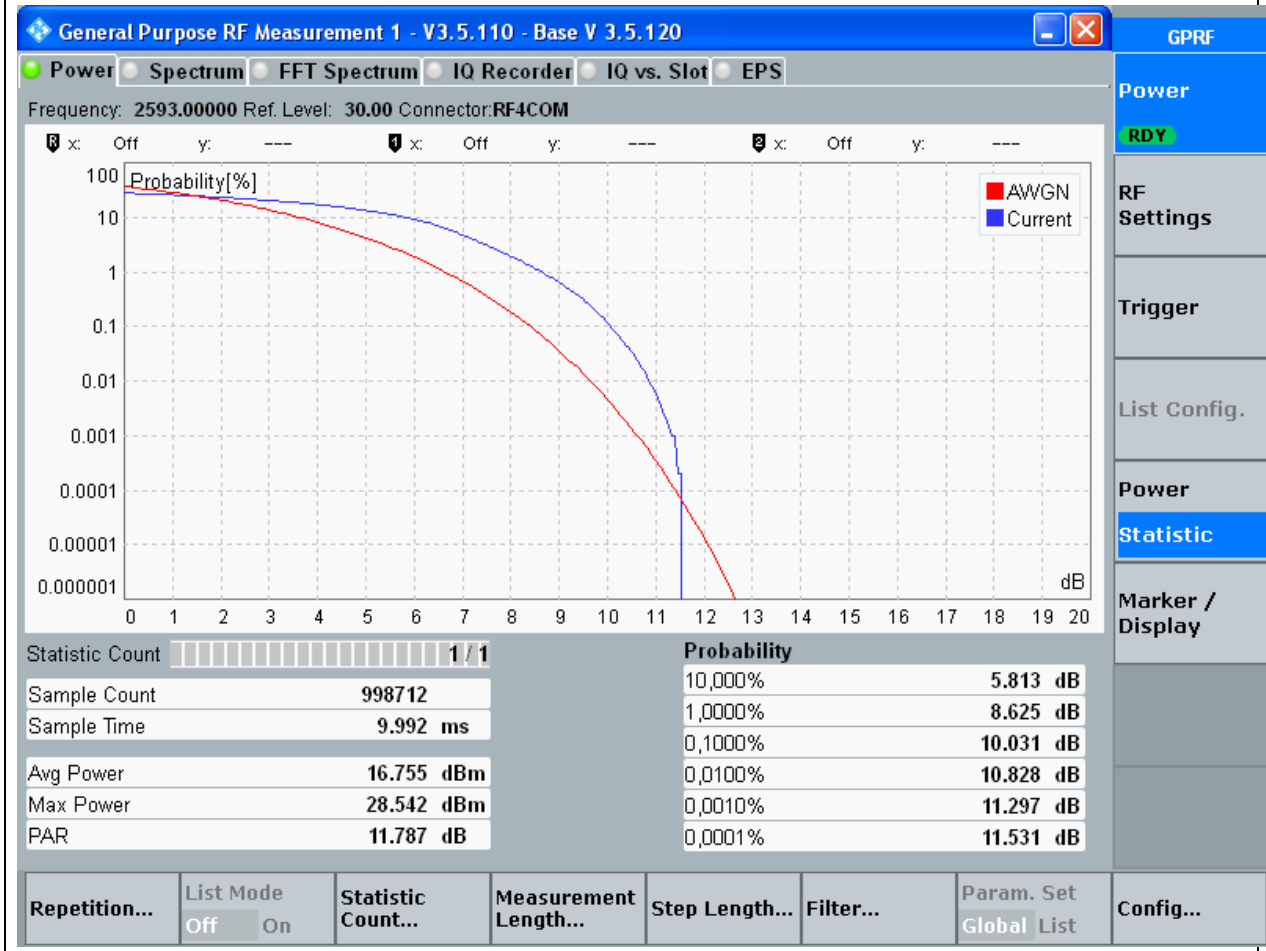 General Purpose RF Measurement 1 - V3.5.110 - Base V 3.5.120
GPRF
Power Spectrum FFT Spectrum IQ Recorder IQ vs. Slot EPS
Frequency: 2593.00000 Ref. Level: 30.00 Connector:RF4COM
R x: Off y: --- 1 x: Off y: --- 2 x: Off y: ---
Probability[%]
100
10
1
0.1
0.01
0.001
0.0001
0.00001
0.000001
AWGN
Current
dB
0 1 2 3 4 5 6 7 8 9 10 11 12 13 14 15 16 17 18 19 20
Statistic Count 1 / 1
Sample Count 998712
Sample Time 9.992 ms
Avg Power 16.755 dBm
Max Power 28.542 dBm
PAR 11.787 dB
Probability
10,000% 5.813 dB
1,0000% 8.625 dB
0,1000% 10.031 dB
0,0100% 10.828 dB
0,0010% 11.297 dB
0,0001% 11.531 dB
Power
RDY
RF
Settings
Trigger
List Config.
Power
Statistic
Marker /
Display
Repetition...
List Mode
Off On
Statistic
Count...
Measurement
Length...
Step Length...
Filter...
Param. Set
Global List
Config...